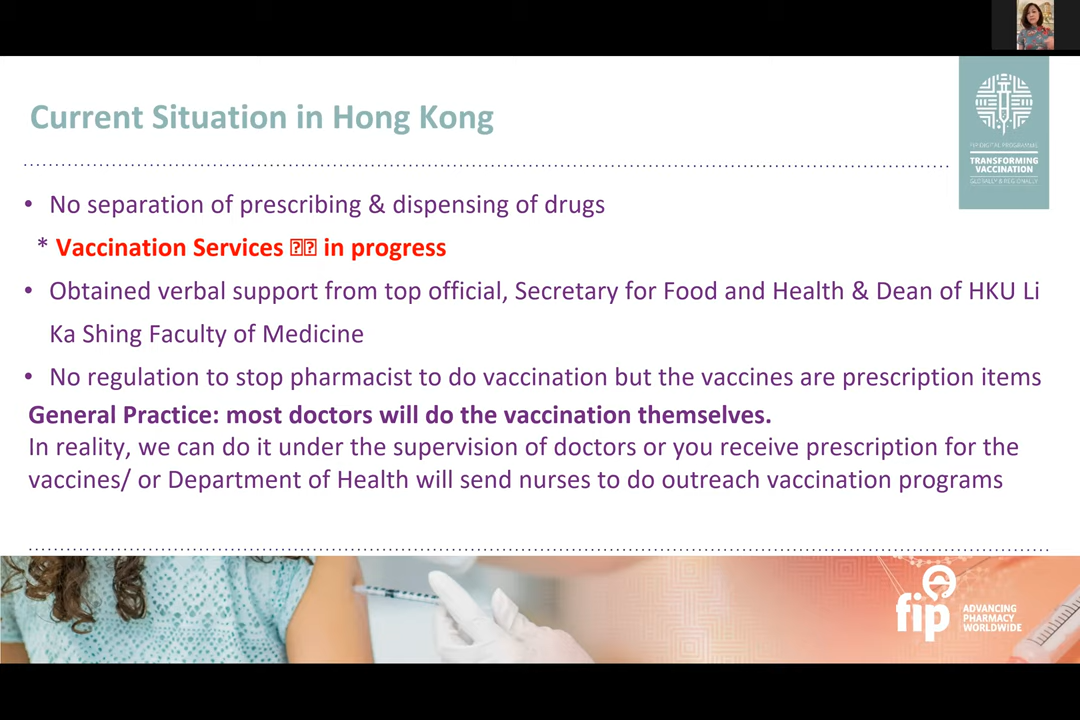 Current Situation in Hong Kong
FIP DIGITAL PROGRAMME
TRANSFORMING
VACCINATION
GLOBALLY & REGIONALLY
• No separation of prescribing & dispensing of drugs
* Vaccination Services in progress
• Obtained verbal support from top official, Secretary for Food and Health & Dean of HKU Li
Ka Shing Faculty of Medicine
• No regulation to stop pharmacist to do vaccination but the vaccines are prescription items
General Practice: most doctors will do the vaccination themselves.
In reality, we can do it under the supervision of doctors or you receive prescription for the
vaccines/ or Department of Health will send nurses to do outreach vaccination programs
fip
ADVANCING
PHARMACY
WORLDWIDE